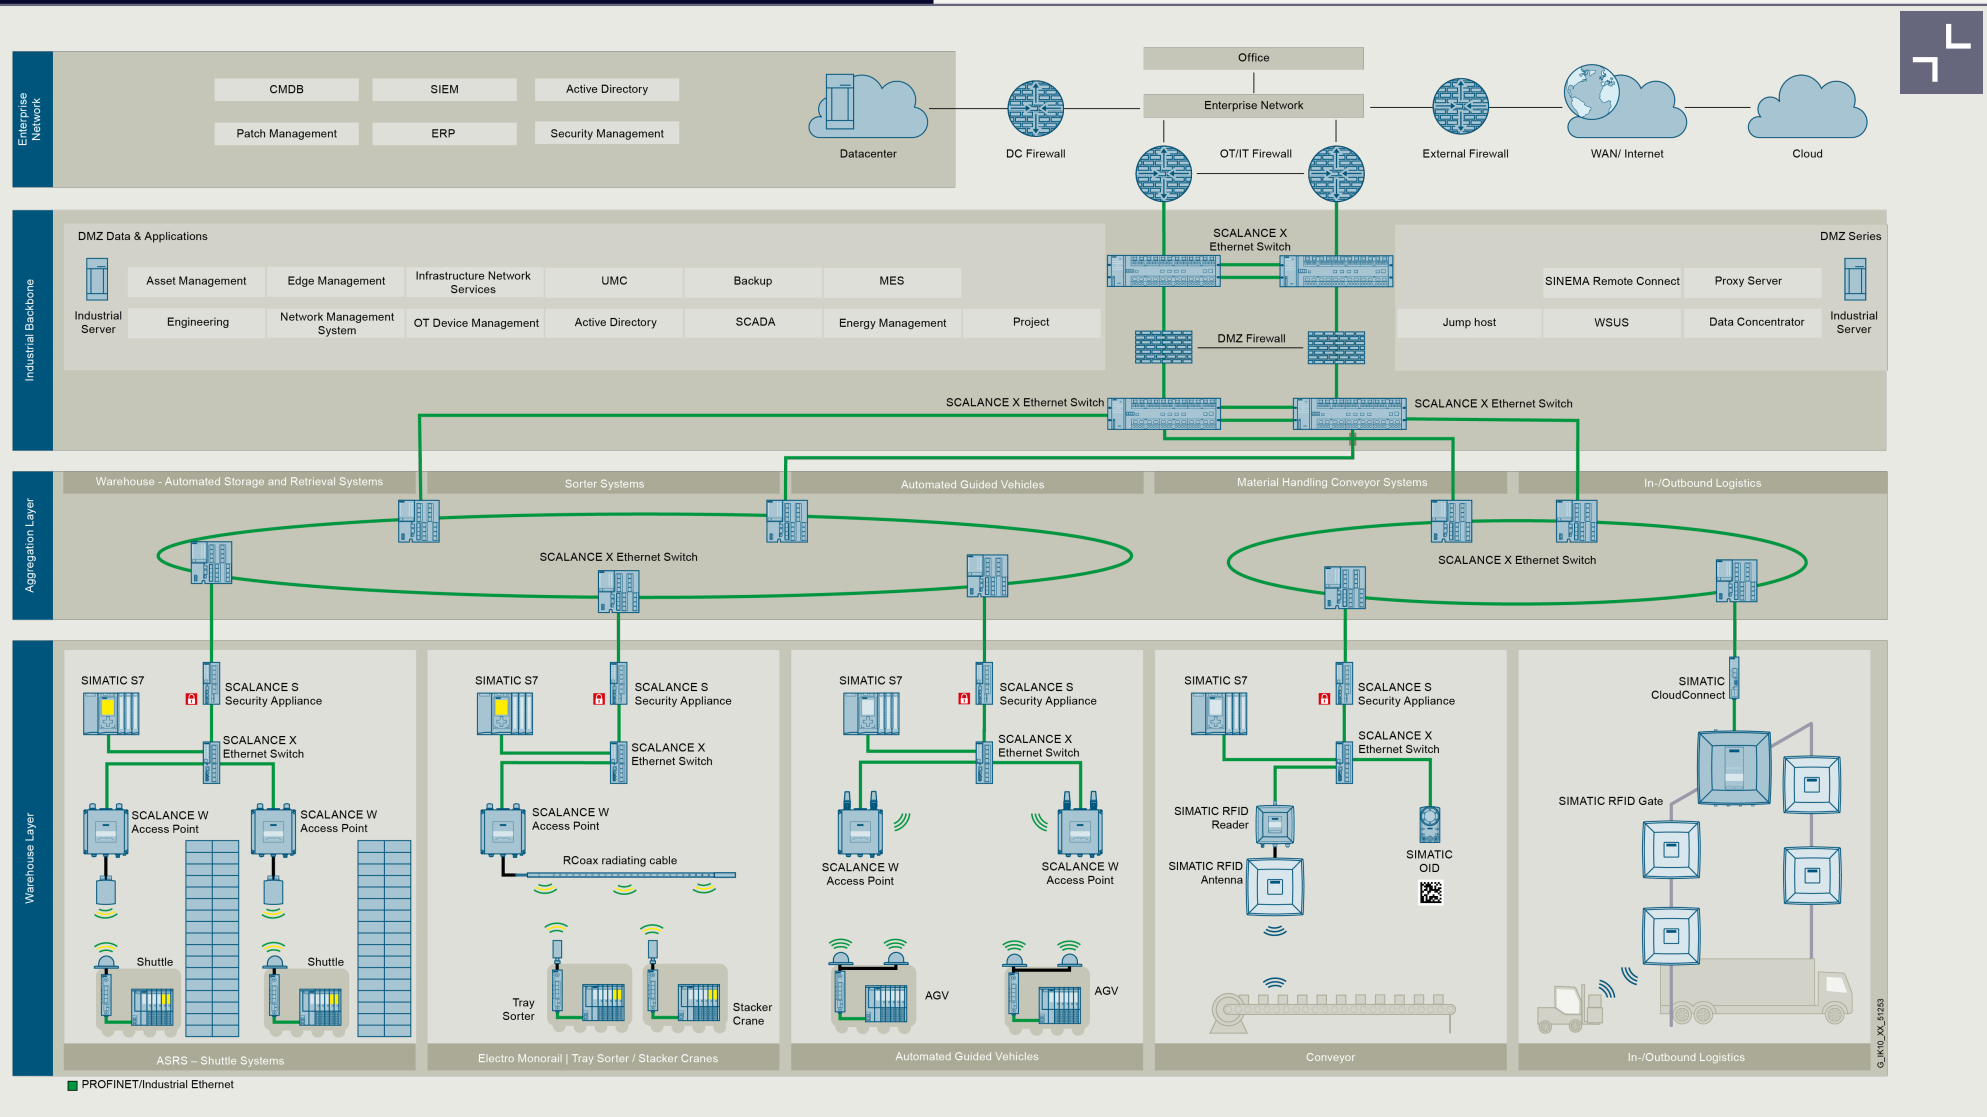 Enterprise
Network
CMDB
SIEM
Active Directory
Patch Management
ERP
Security Management
Datacenter
DC Firewall
Office
Enterprise Network
OT/IT Firewall
External Firewall
WAN/ Internet
Cloud
Industrial Backbone
DMZ Data & Applications
Industrial
Server
Asset Management
Edge Management
Infrastructure Network
Services
UMC
Backup
MES
Engineering
Network Management
System
OT Device Management
Active Directory
SCADA
Energy Management
Project
SCALANCE X
Ethernet Switch
DMZ Firewall
DMZ Series
SINEMA Remote Connect
Proxy Server
Jump host
WSUS
Data Concentrator
Industrial
Server
SCALANCE X Ethernet Switch
SCALANCE X Ethernet Switch
Aggregation Layer
Warehouse - Automated Storage and Retrieval Systems
Sorter Systems
Automated Guided Vehicles
Material Handling Conveyor Systems
In-/Outbound Logistics
SCALANCE X Ethernet Switch
SCALANCE X Ethernet Switch
Warehouse Layer
SIMATIC S7
SCALANCE S
Security Appliance
SCALANCE X
Ethernet Switch
SCALANCE W
Access Point
SCALANCE W
Access Point
Shuttle
Shuttle
ASRS – Shuttle Systems
SIMATIC S7
SCALANCE S
Security Appliance
SCALANCE X
Ethernet Switch
SCALANCE W
Access Point
RCoax radiating cable
Tray
Sorter
Stacker
Crane
Electro Monorail | Tray Sorter / Stacker Cranes
SIMATIC S7
SCALANCE S
Security Appliance
SCALANCE X
Ethernet Switch
SCALANCE W
Access Point
SCALANCE W
Access Point
AGV
AGV
Automated Guided Vehicles
SIMATIC S7
SCALANCE S
Security Appliance
SCALANCE X
Ethernet Switch
SIMATIC RFID
Reader
SIMATIC RFID
Antenna
SIMATIC
OID
Conveyor
SIMATIC
CloudConnect
SIMATIC RFID Gate
In-/Outbound Logistics
G_IK10_XX_51253
PROFINET/Industrial Ethernet